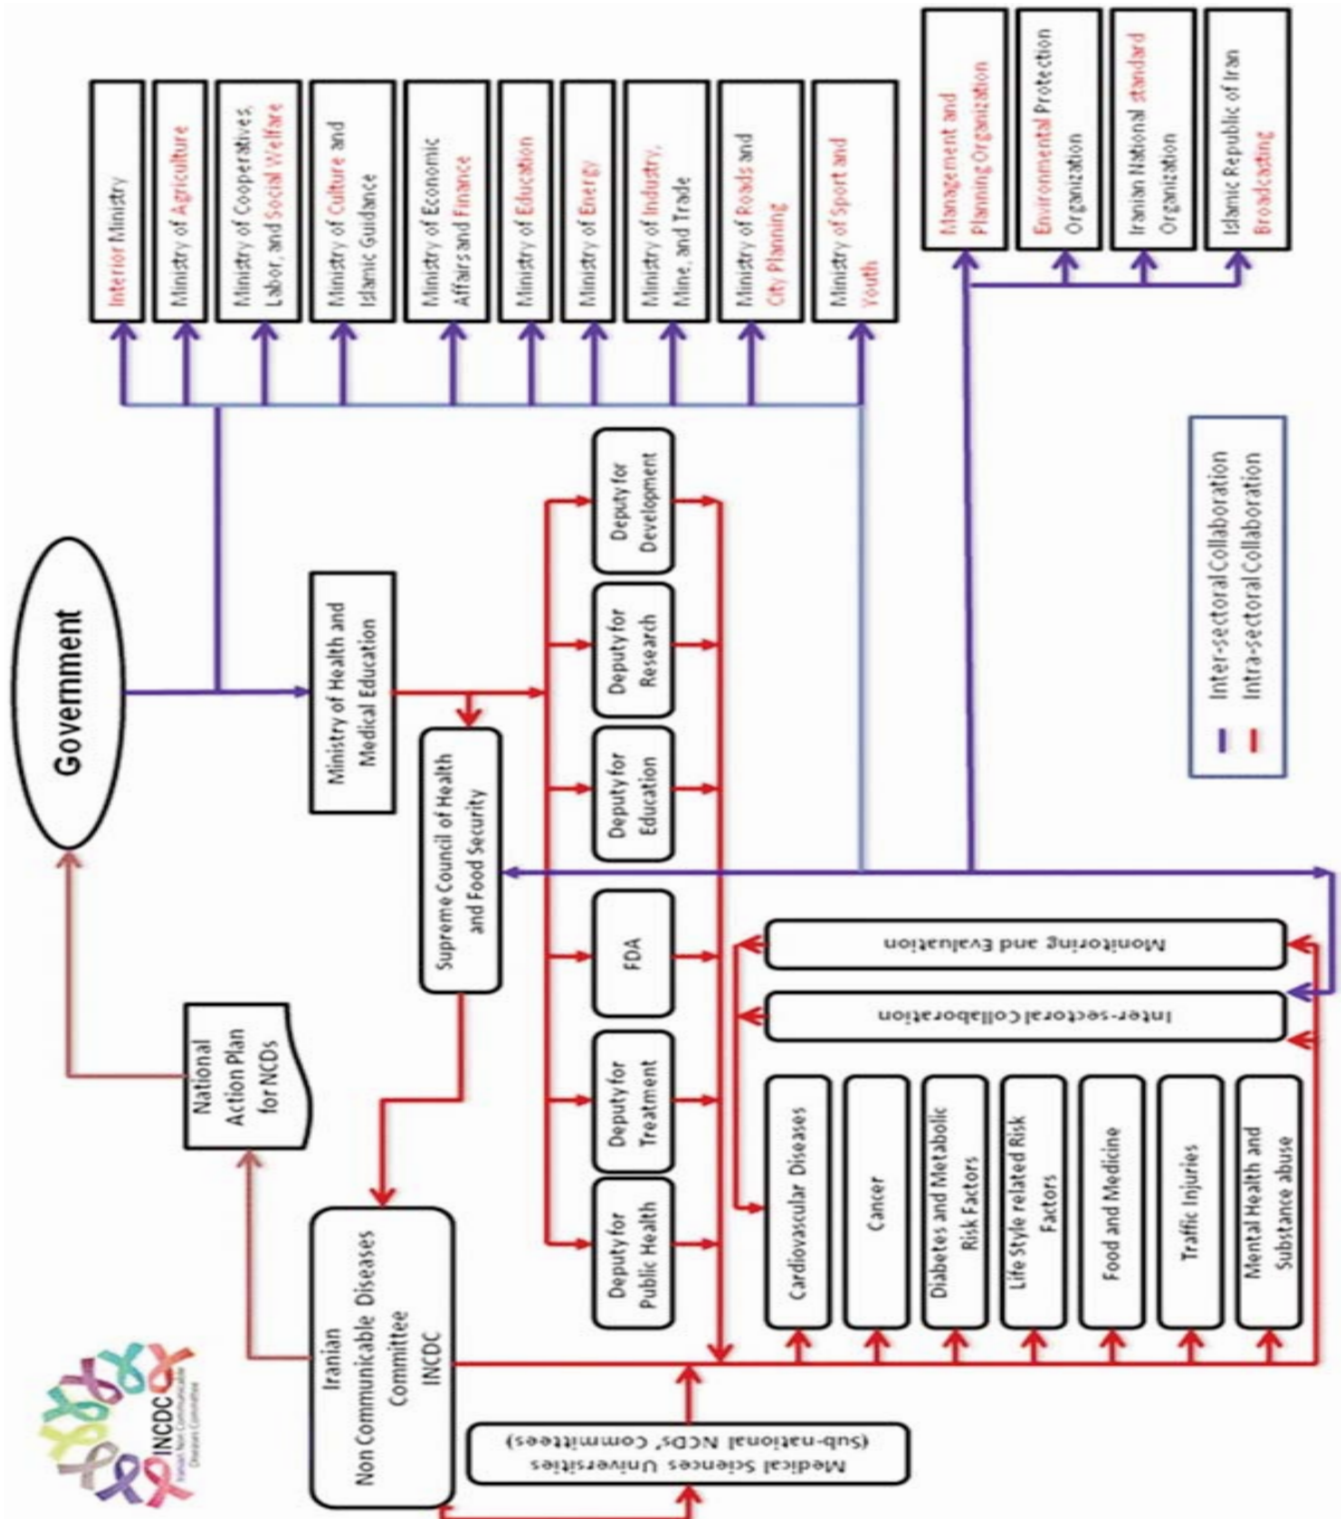 Government
National
Action Plan
for NCDs
INCDC
Iranian Non Communicable
Diseases Committee
Iranian
Non Communicable Diseases
Committee
INCDC
Ministry of Health and
Medical Education
Supreme Council of Health
and Food Security
Interior Ministry
Ministry of Agriculture
Ministry of Cooperatives,
Labor, and Social Welfare
Ministry of Culture and
Islamic Guidance
Ministry of Economic
Affairs and Finance
Ministry of Education
Ministry of Energy
Ministry of Industry,
Mine, and Trade
Ministry of Roads and
City Planning
Ministry of Sport and
Youth
Management and
Planning Organization
Environmental Protection
Organization
Iranian National standard
Organization
Islamic Republic of Iran
Broadcasting
Deputy for
Public Health
Deputy for
Treatment
FDA
Deputy for
Education
Deputy for
Research
Deputy for
Development
Medical Sciences Universities
(Sub-national NCDs' Committees)
Cardiovascular Diseases
Cancer
Diabetes and Metabolic
Risk Factors
Life Style related Risk
Factors
Food and Medicine
Traffic Injuries
Mental Health and
Substance abuse
Inter-sectoral Collaboration
Monitoring and Evaluation
Inter-sectoral Collaboration
Intra-sectoral Collaboration